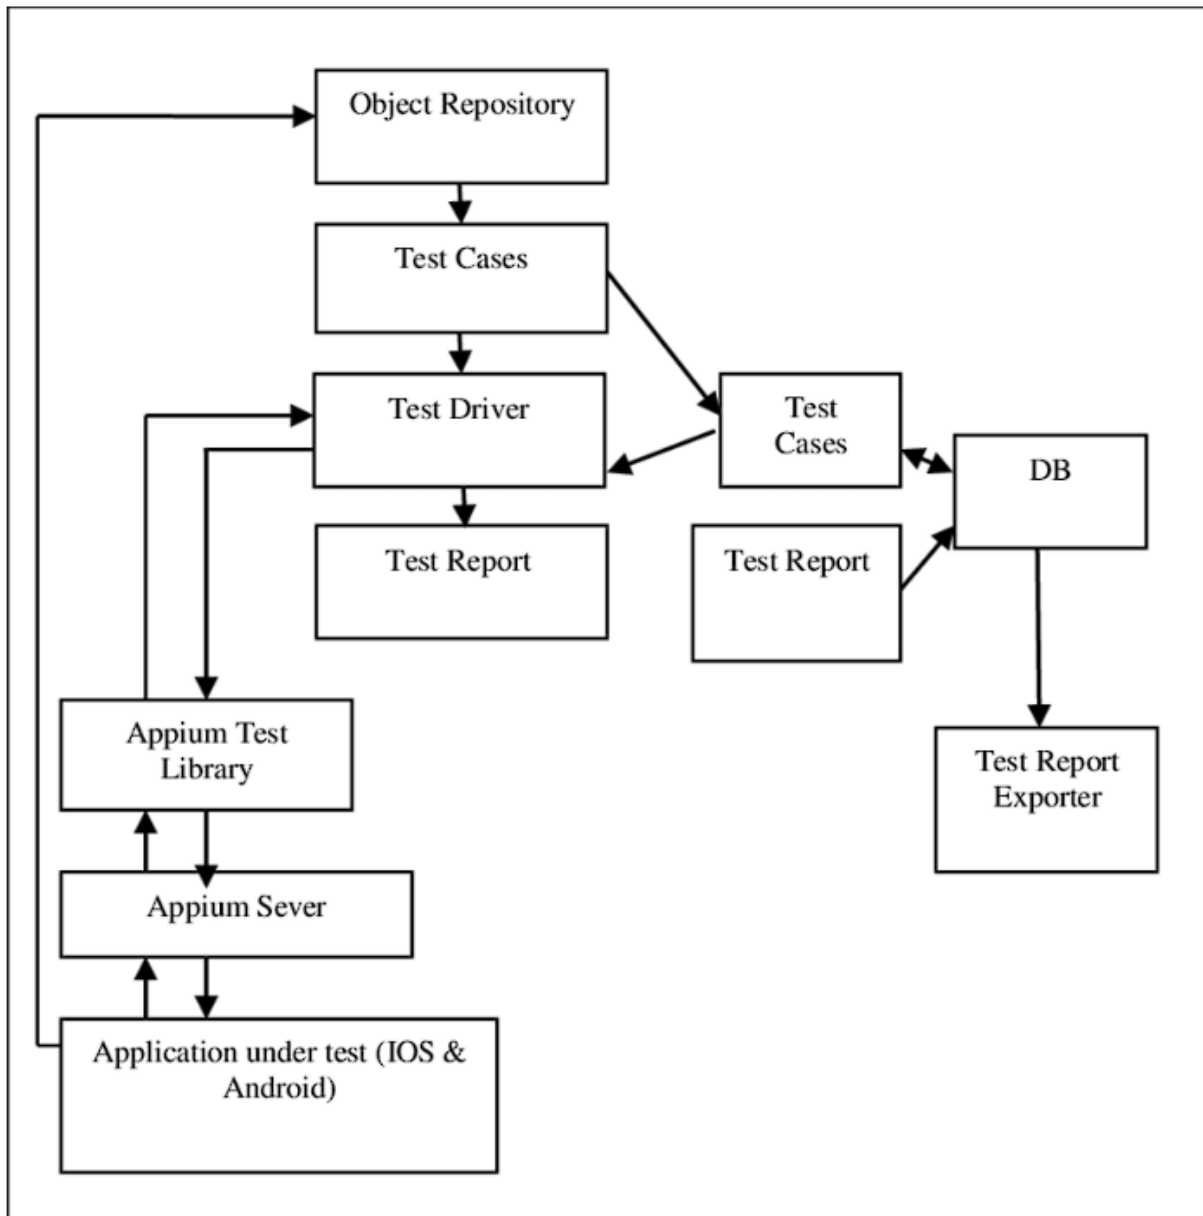 Object Repository
Test Cases
Test Driver
Test
Cases
DB
Test Report
Test Report
Appium Test
Library
Test Report
Exporter
Appium Sever
Application under test (IOS &
Android)